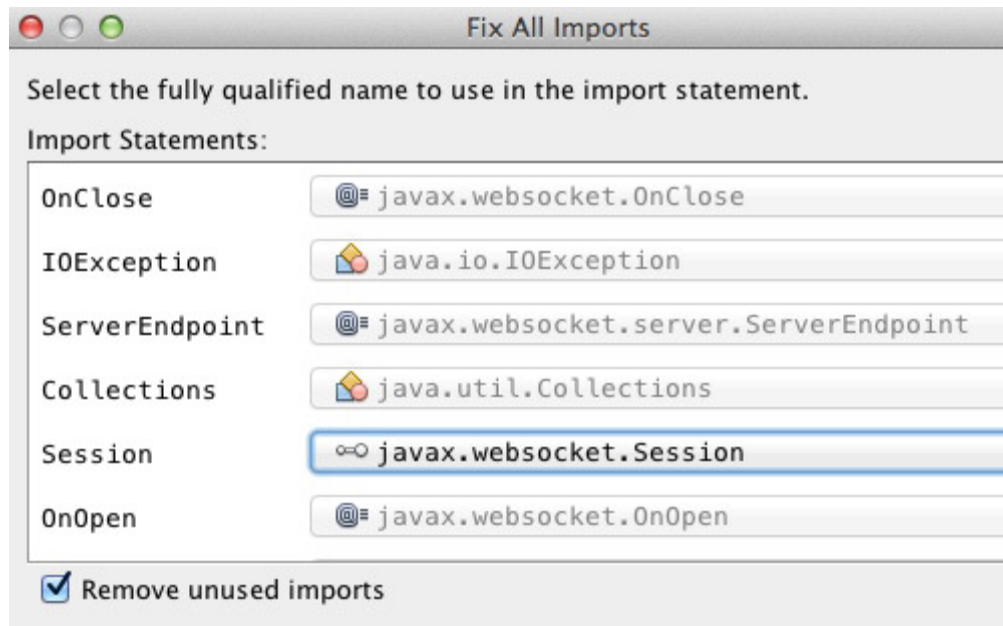 Fix All Imports
Select the fully qualified name to use in the import statement.
Import Statements:
OnClose javax.websocket.OnClose
IOException java.io.IOException
ServerEndpoint javax.websocket.server.ServerEndpoint
Collections java.util.Collections
Session javax.websocket.Session
OnOpen javax.websocket.OnOpen
Remove unused imports